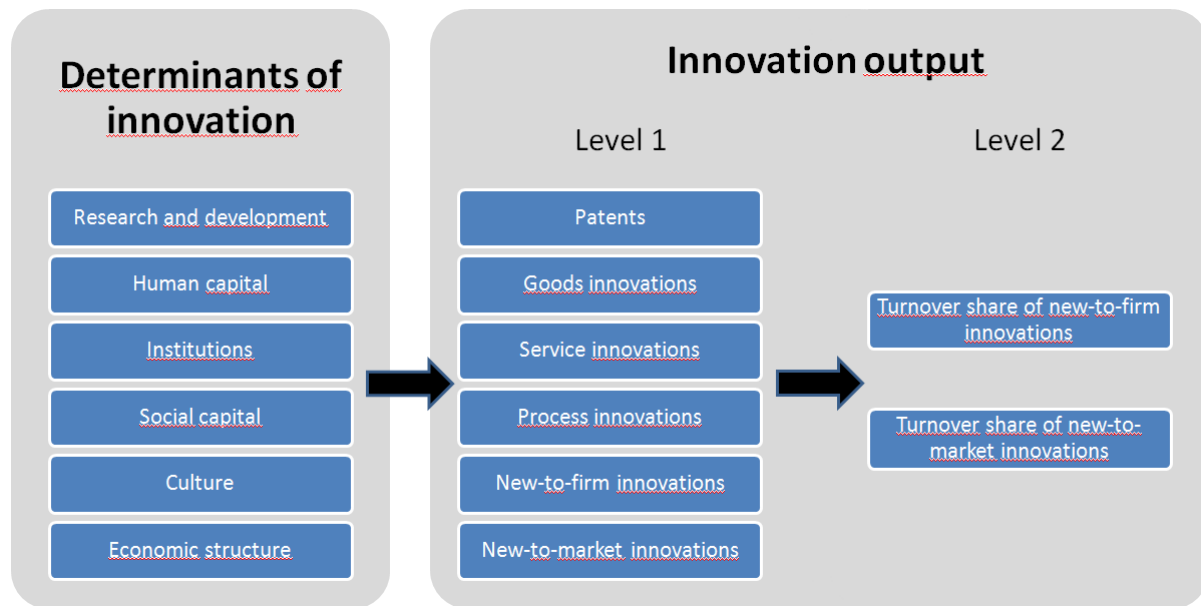 Determinants of
innovation
Research and development
Human capital
Institutions
Social capital
Culture
Economic structure
Innovation output
Level 1
Patents
Goods innovations
Service innovations
Process innovations
New-to-firm innovations
New-to-market innovations
Level 2
Turnover share of new-to-firm
innovations
Turnover share of new-to-
market innovations